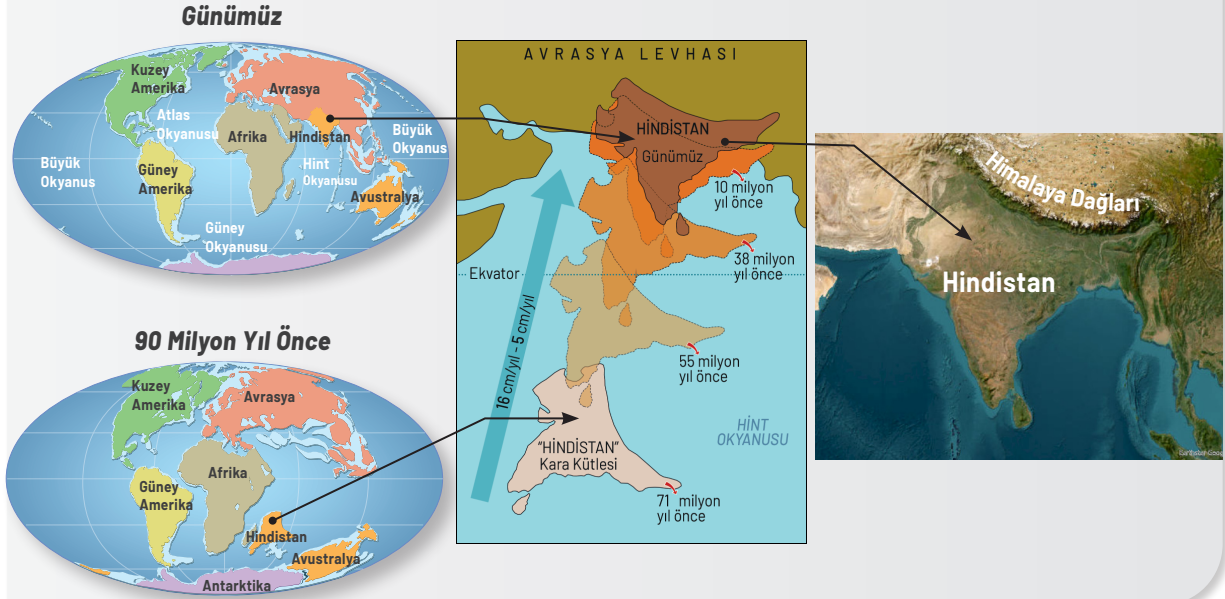 Günümüz
Kuzey
Amerika
Avrasya
Atlas
Okyanusu
Afrika
Hindistan
Büyük
Okyanus
Büyük
Okyanus
Hint
Okyanusu
Güney
Amerika
Avustralya
Güney
Okyanusu
90 Milyon Yıl Önce
Kuzey
Amerika
Avrasya
Afrika
Güney
Amerika
Hindistan
Avustralya
Antarktika
AVRASYA LEVHASI
HİNDİSTAN
Günümüz
10 milyon
yıl önce
38 milyon
yıl önce
Ekvator
16 cm/yıl - 5 cm/yıl
55 milyon
yıl önce
HİNT
OKYANUSU
"HİNDİSTAN"
Kara Kütlesi
71 milyon
yıl önce
Himalaya Dağları
Hindistan